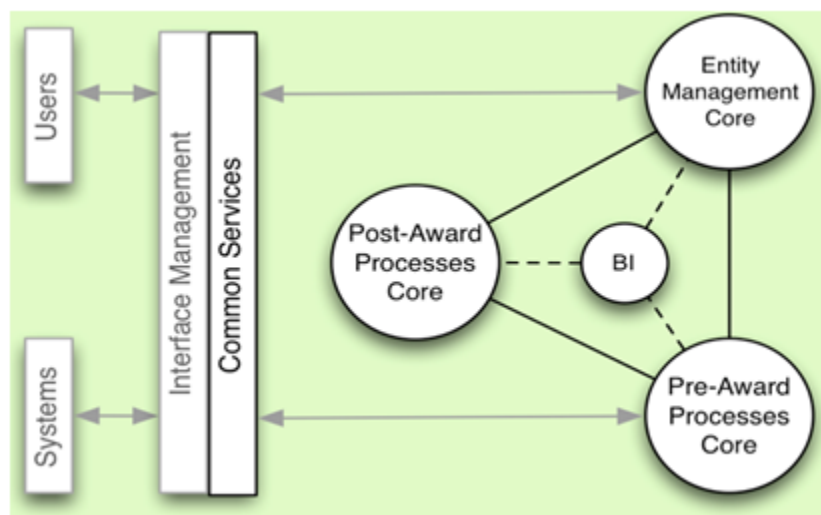 Users
Systems
Interface Management
Common Services
Entity
Management
Core
Post-Award
Processes
Core
BI
Pre-Award
Processes
Core